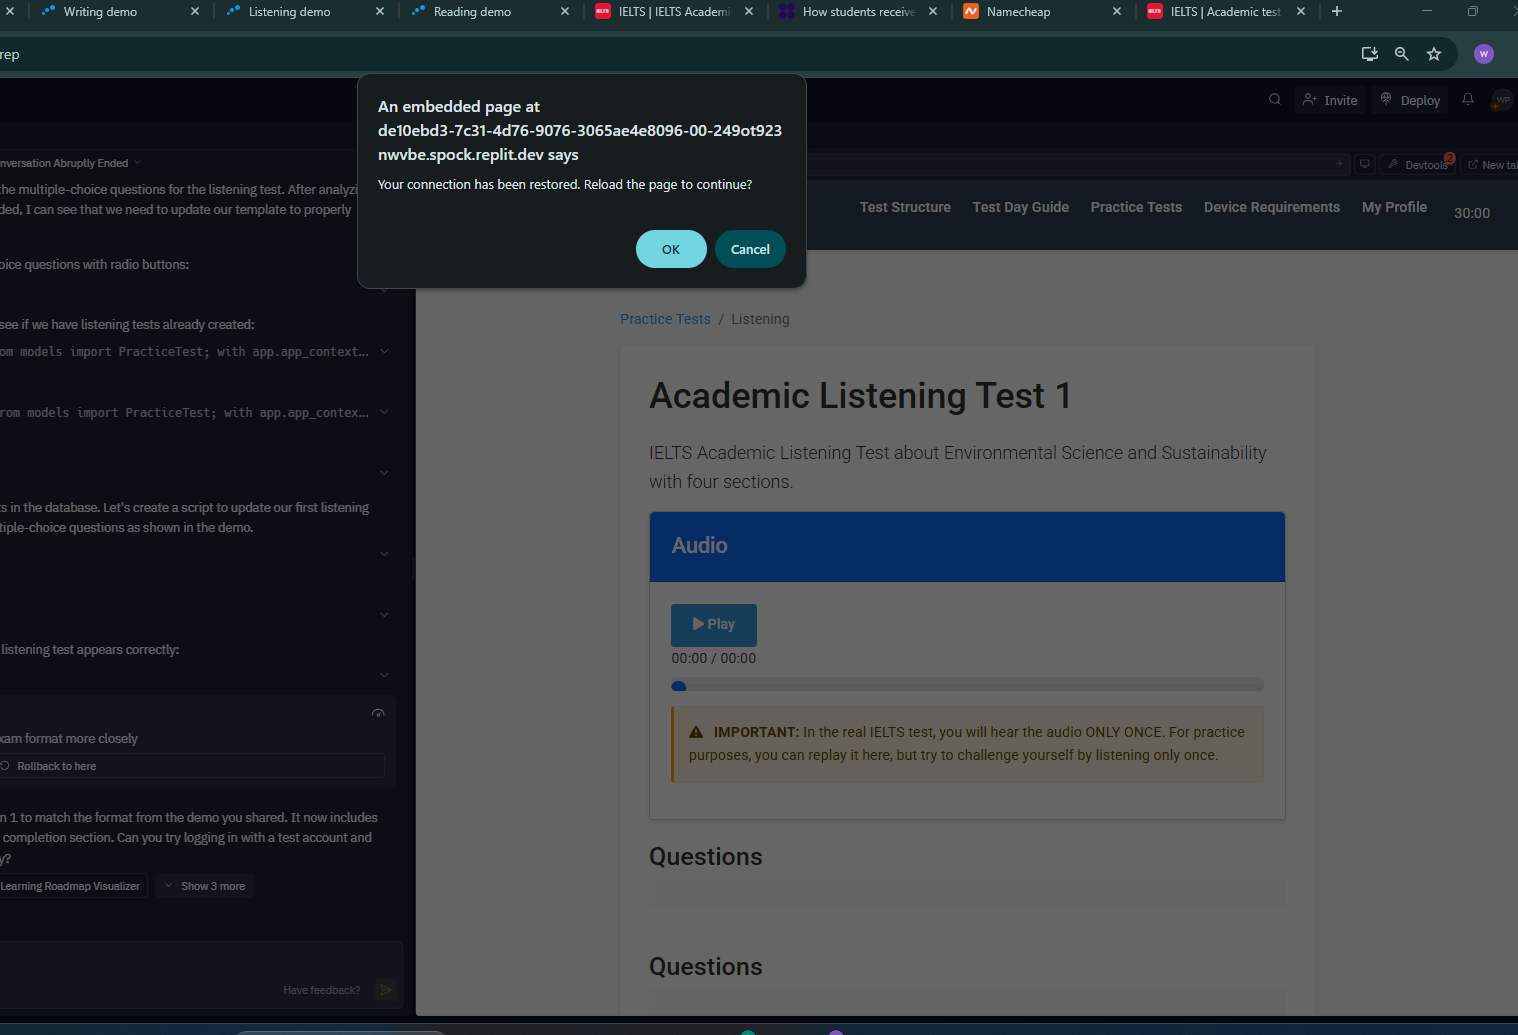 Writing demo
Listening demo
Reading demo
IELTS | IELTS Academi
How students receive
Namecheap
IELTS | Academic test
rep
W
An embedded page at
de10ebd3-7c31-4d76-9076-3065ae4e8096-00-249ot923
nwvbe.spock.replit.dev says
Your connection has been restored. Reload the page to continue?
OK
Cancel
Invite
Deploy
WP
nversation Abruptly Ended
Devtools
2
New tal
the multiple-choice questions for the listening test. After analyzi
ded, I can see that we need to update our template to properly
oice questions with radio buttons:
see if we have listening tests already created:
om models import PracticeTest; with app.app_context...
rom models import PracticeTest; with app.app_contex...
ts in the database. Let's create a script to update our first listening
tiple-choice questions as shown in the demo.
listening test appears correctly:
xam format more closely
Rollback to here
n 1 to match the format from the demo you shared. It now includes
completion section. Can you try logging in with a test account and
y?
Learning Roadmap Visualizer
Show 3 more
Have feedback?
Test Structure
Test Day Guide
Practice Tests
Device Requirements
My Profile
30:00
Practice Tests / Listening
Academic Listening Test 1
IELTS Academic Listening Test about Environmental Science and Sustainability
with four sections.
Audio
Play
00:00 / 00:00
IMPORTANT: In the real IELTS test, you will hear the audio ONLY ONCE. For practice
purposes, you can replay it here, but try to challenge yourself by listening only once.
Questions
Questions